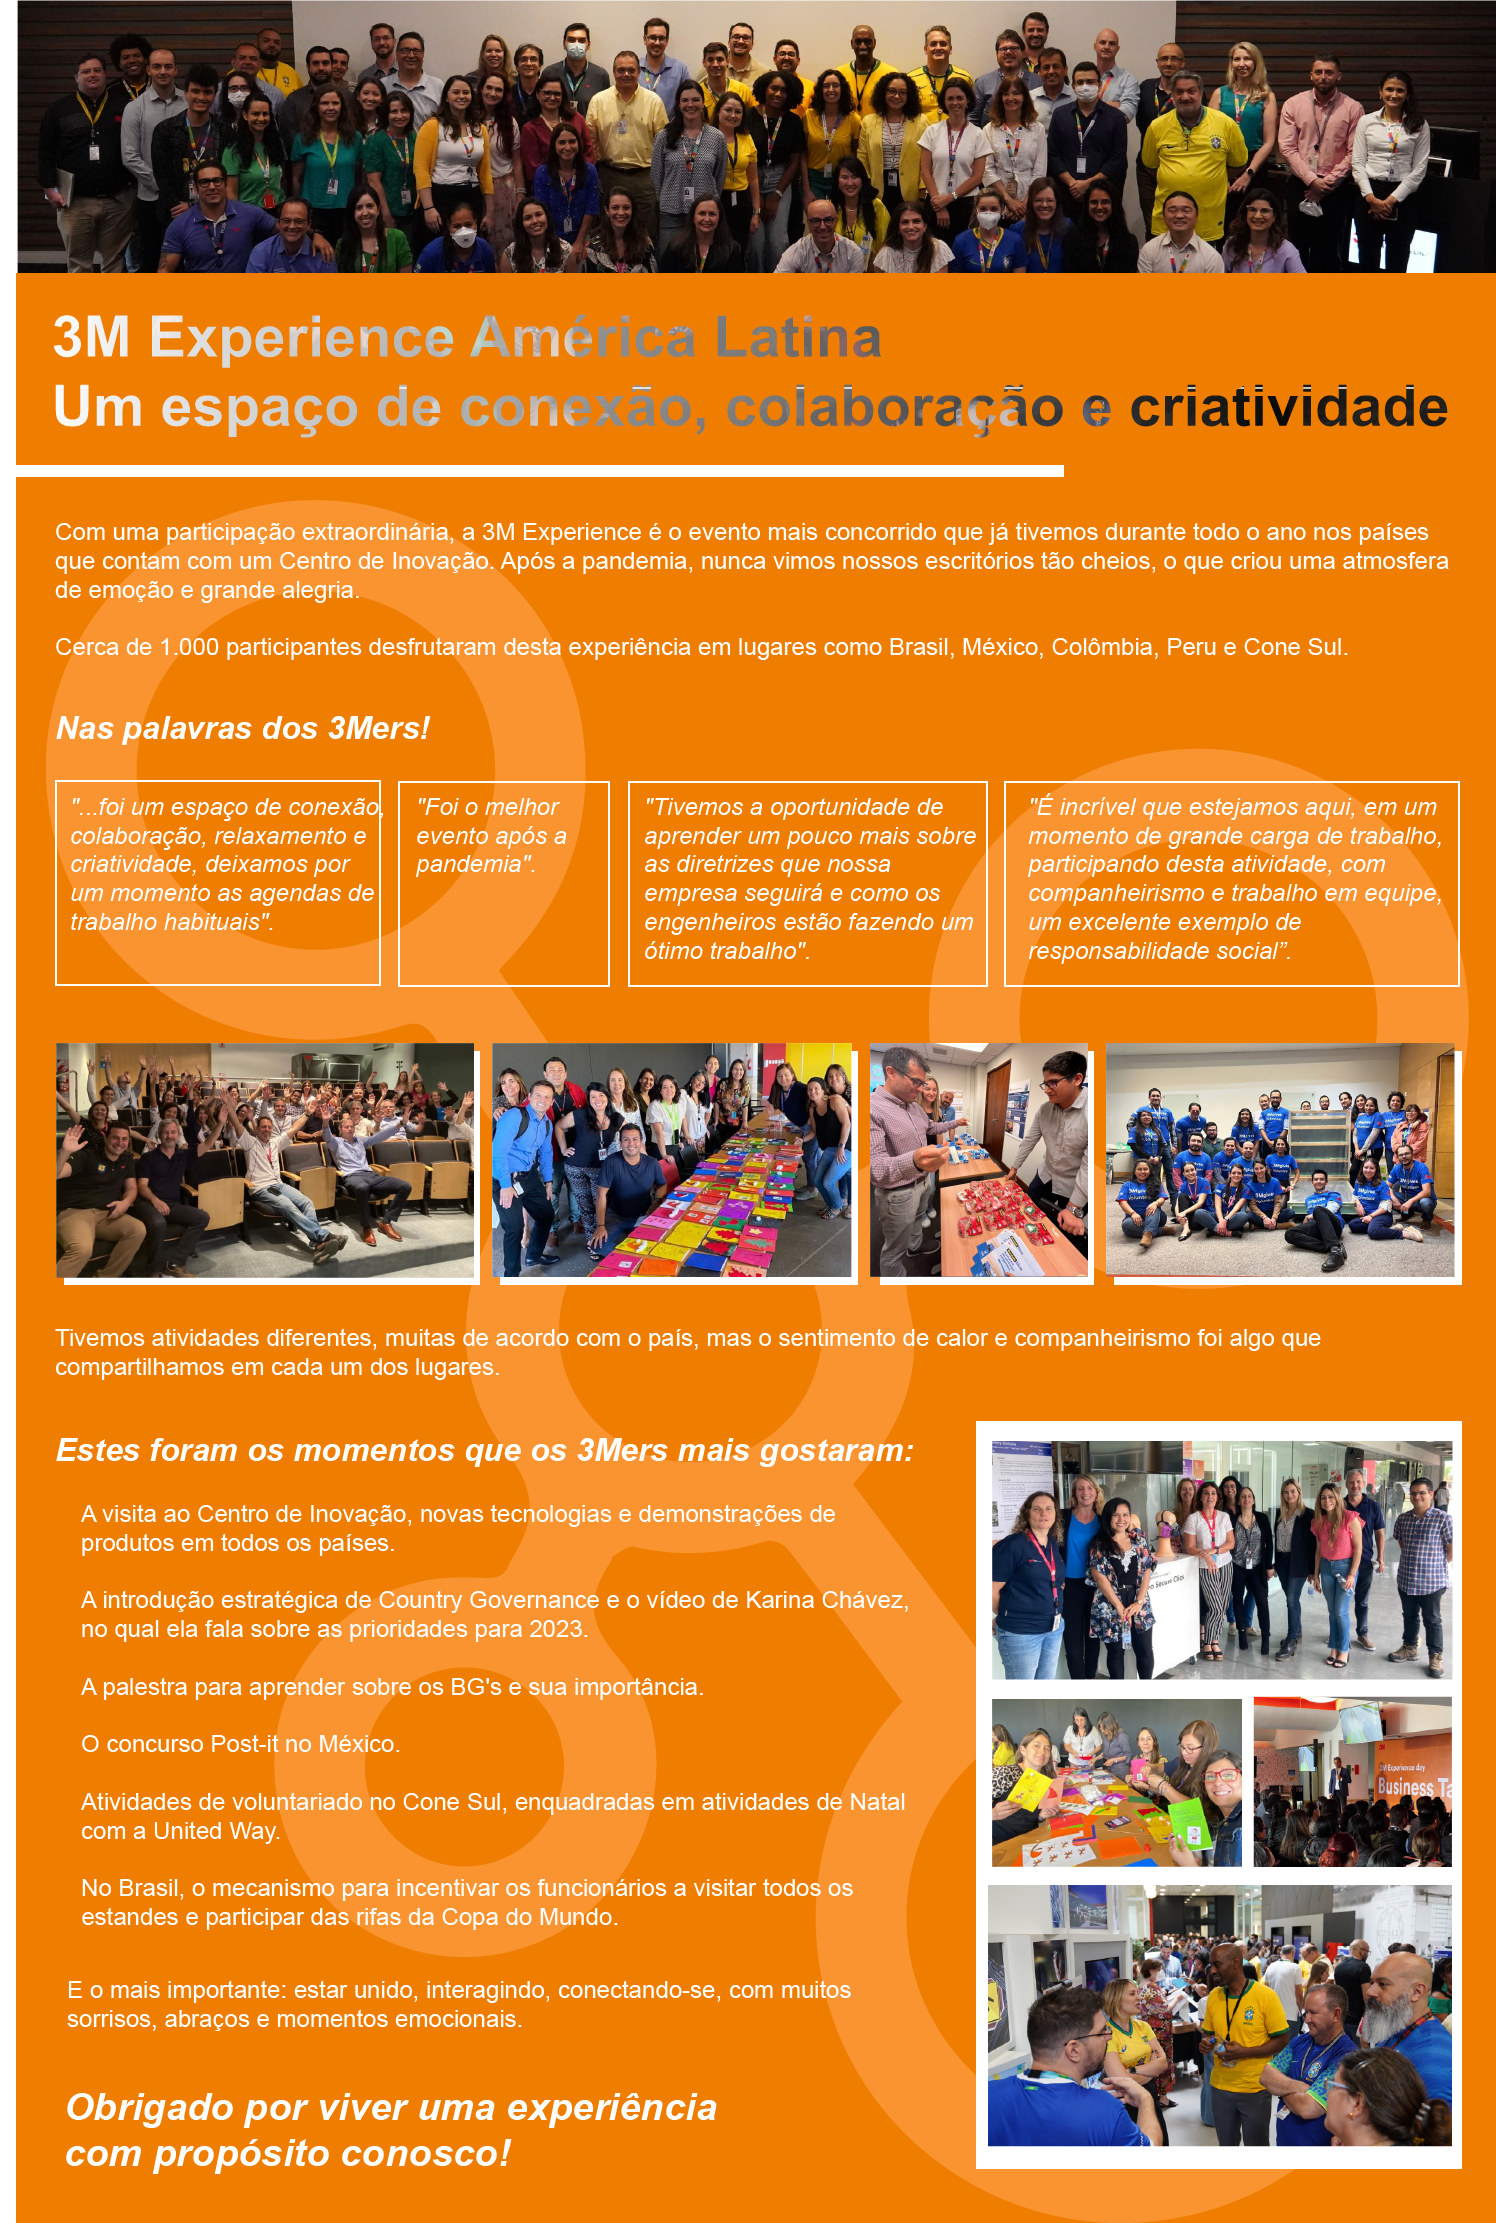 3M Experience América Latina
Um espaço de conexão, colaboração e criatividade
Com uma participação extraordinária, a 3M Experience é o evento mais concorrido que já tivemos durante todo o ano nos países
que contam com um Centro de Inovação. Após a pandemia, nunca vimos nossos escritórios tão cheios, o que criou uma atmosfera
de emoção e grande alegria.
Cerca de 1.000 participantes desfrutaram desta experiência em lugares como Brasil, México, Colômbia, Peru e Cone Sul.
Nas palavras dos 3Mers!
"...foi um espaço de conexão,
colaboração, relaxamento e
criatividade, deixamos por
um momento as agendas de
trabalho habituais".
"Foi o melhor
evento após a
pandemia".
"Tivemos a oportunidade de
aprender um pouco mais sobre
as diretrizes que nossa
empresa seguirá e como os
engenheiros estão fazendo um
ótimo trabalho".
"É incrível que estejamos aqui, em um
momento de grande carga de trabalho,
participando desta atividade, com
companheirismo e trabalho em equipe,
um excelente exemplo de
responsabilidade social”.
Tivemos atividades diferentes, muitas de acordo com o país, mas o sentimento de calor e companheirismo foi algo que
compartilhamos em cada um dos lugares.
Estes foram os momentos que os 3Mers mais gostaram:
A visita ao Centro de Inovação, novas tecnologias e demonstrações de
produtos em todos os países.
A introdução estratégica de Country Governance e o vídeo de Karina Chávez,
no qual ela fala sobre as prioridades para 2023.
A palestra para aprender sobre os BG's e sua importância.
O concurso Post-it no México.
Atividades de voluntariado no Cone Sul, enquadradas em atividades de Natal
com a United Way.
No Brasil, o mecanismo para incentivar os funcionários a visitar todos os
estandes e participar das rifas da Copa do Mundo.
E o mais importante: estar unido, interagindo, conectando-se, com muitos
sorrisos, abraços e momentos emocionais.
Obrigado por viver uma experiência
com propósito conosco!
3M Experience day
Business Ta